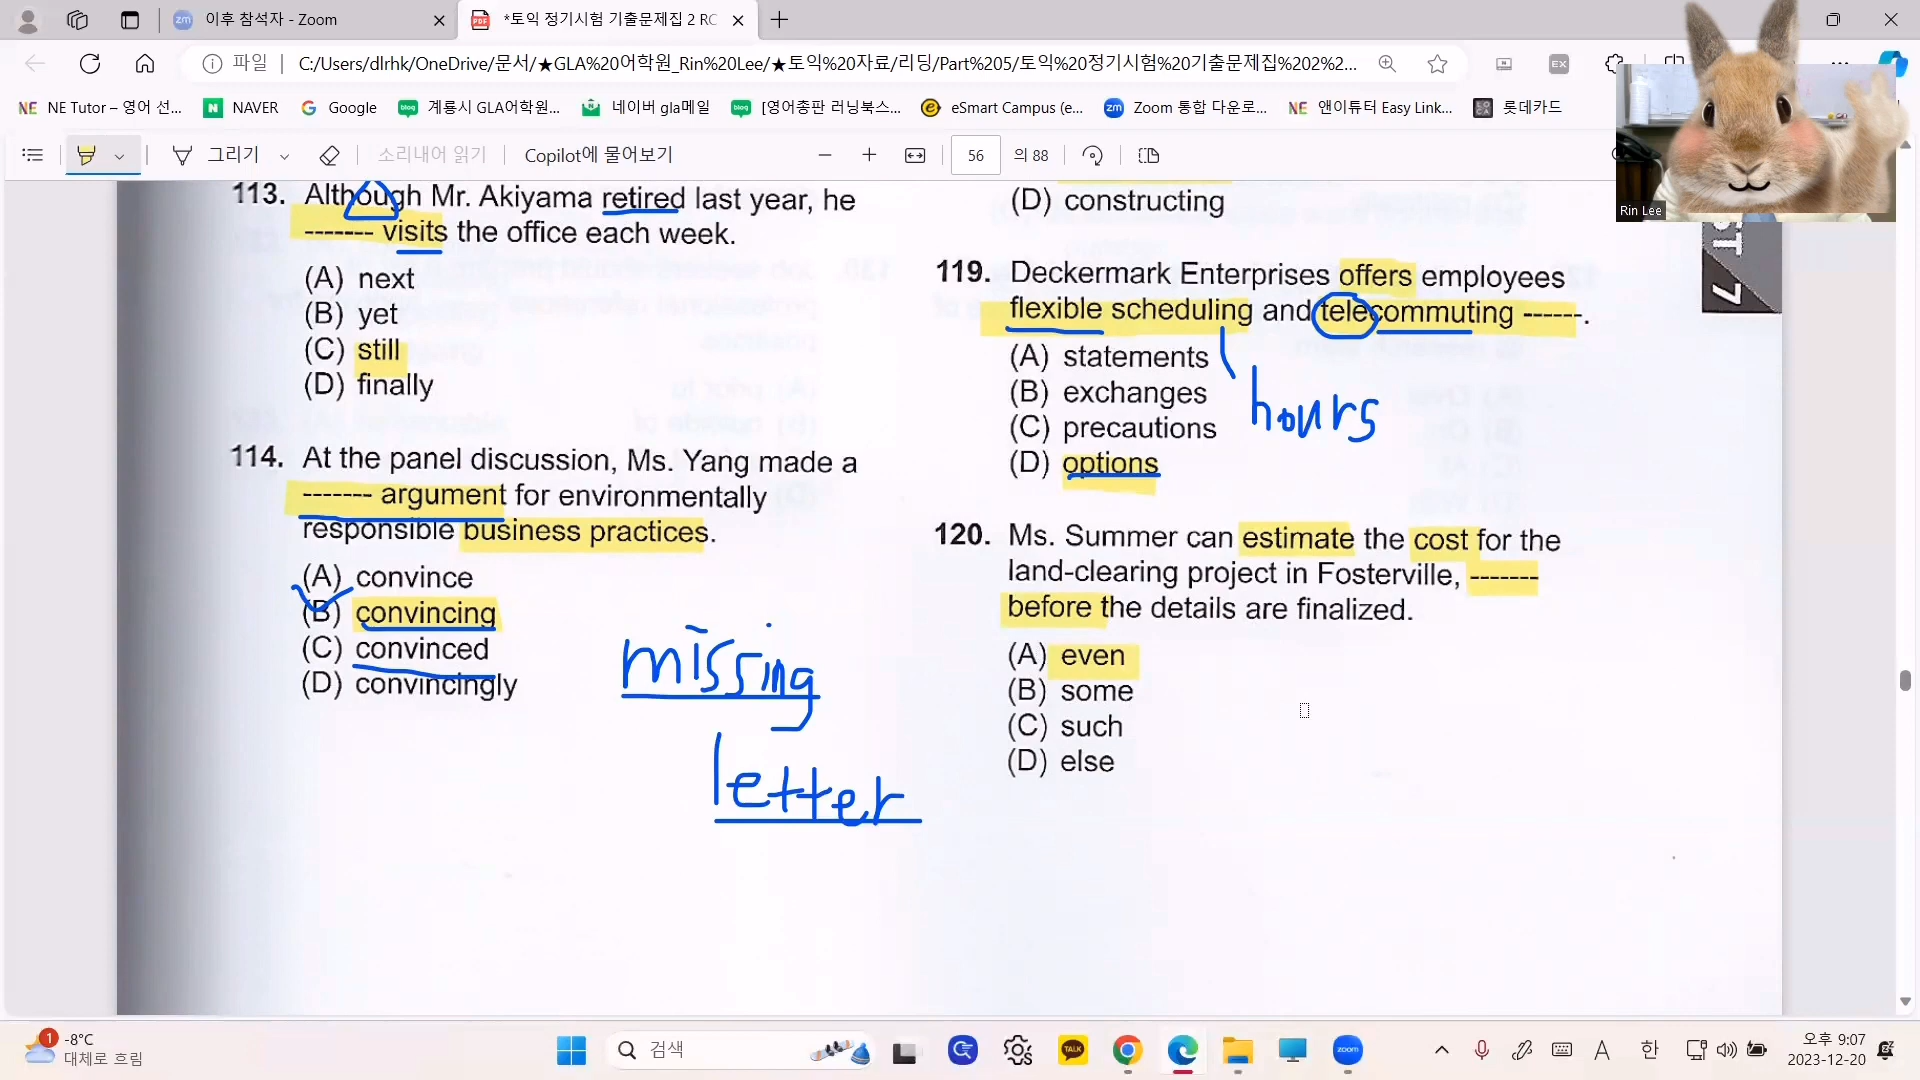 이후 참석자 - Zoom
*토익 정기시험 기출문제집 2 RC
파일
C:/Users/dlrhk/OneDrive/문서/★GLA%20어학원_Rin%20Lee/★토익%20자료/리딩/Part%205/토익%20정기시험%20기출문제집%202%2...
NE Tutor – 영어 선...
NAVER
Google
계룡시 GLA어학원...
네이버 gla메일
[영어총판 러닝북스...
eSmart Campus (e...
Zoom 통합 다운로...
앤이튜터 Easy Link...
롯데카드
그리기
소리내어 읽기
Copilot에 물어보기
56
의 88
Rin Lee
113. Although Mr. Akiyama retired last year, he
------- visits the office each week.
(A) next
(B) yet
(C) still
(D) finally
114. At the panel discussion, Ms. Yang made a
------- argument for environmentally
responsible business practices.
(A) convince
(B) convincing
(C) convinced
(D) convincingly
missing
letter
(D) constructing
119. Deckermark Enterprises offers employees
flexible scheduling and telecommuting ------.
(A) statements
(B) exchanges
(C) precautions
(D) options
hours
120. Ms. Summer can estimate the cost for the
land-clearing project in Fosterville, -------
before the details are finalized.
(A) even
(B) some
(C) such
(D) else
7
1
-8°C
대체로 흐림
검색
TALK
zoom
A
한
오후 9:07
2023-12-20